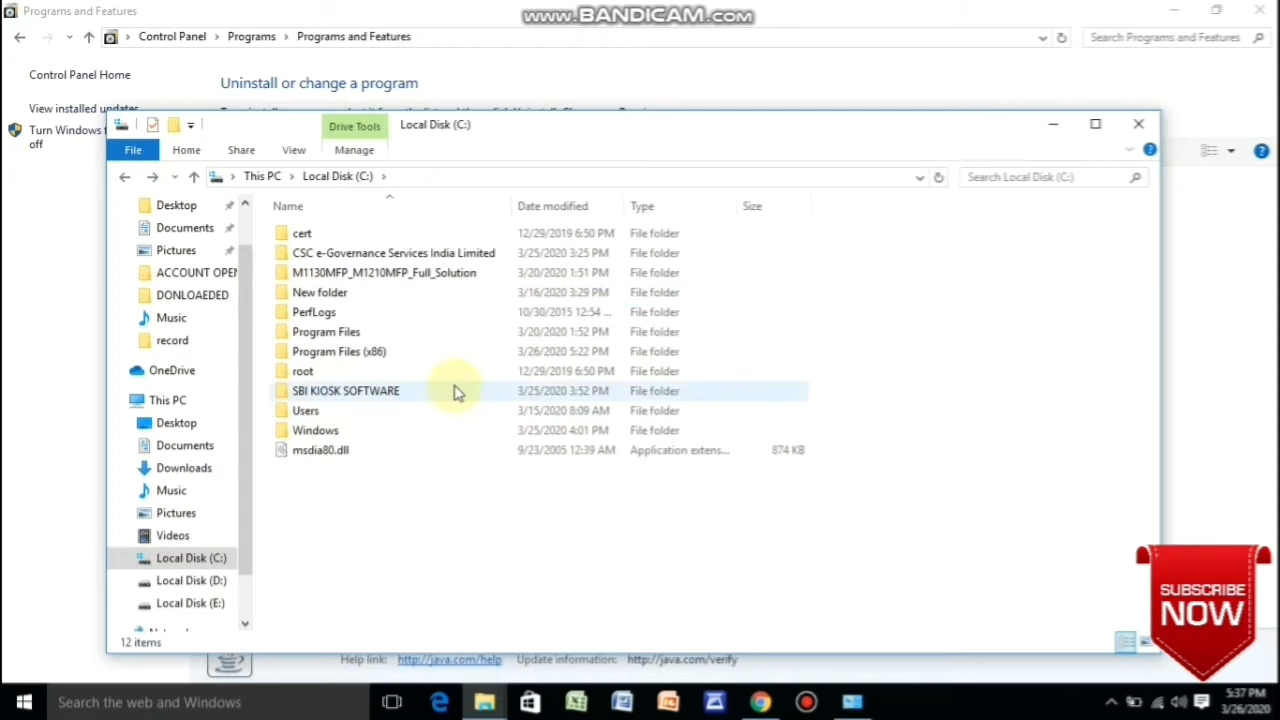 Programs and Features
www.BANDICAM.com
Control Panel > Programs > Programs and Features
Search Programs and Features
Control Panel Home
Uninstall or change a program
View installed updates
Turn Windows
off
Drive Tools
Local Disk (C:)
File
Home
Share
View
Manage
This PC > Local Disk (C:) >
Search Local Disk (C:)
Name
Date modified
Type
Size
Desktop
Documents
Pictures
ACCOUNT OPEN
DONLOAEDED
Music
record
OneDrive
This PC
Desktop
Documents
Downloads
Music
Pictures
Videos
Local Disk (C:)
Local Disk (D:)
Local Disk (E:)
cert 12/29/2019 6:50 PM File folder
CSC e-Governance Services India Limited 3/25/2020 3:25 PM File folder
M1130MFP_M1210MFP_Full_Solution 3/20/2020 1:51 PM File folder
New folder 3/16/2020 3:29 PM File folder
PerfLogs 10/30/2015 12:54 ... File folder
Program Files 3/20/2020 1:52 PM File folder
Program Files (x86) 3/26/2020 5:22 PM File folder
root 12/29/2019 6:50 PM File folder
SBI KIOSK SOFTWARE 3/25/2020 3:52 PM File folder
Users 3/15/2020 8:09 AM File folder
Windows 3/25/2020 4:01 PM File folder
msdia80.dll 9/23/2005 12:39 AM Application extens... 874 KB
12 items
SUBSCRIBE
NOW
Help link: http://java.com/help Update information: http://java.com/verify
Search the web and Windows
5:37 PM
3/26/2020